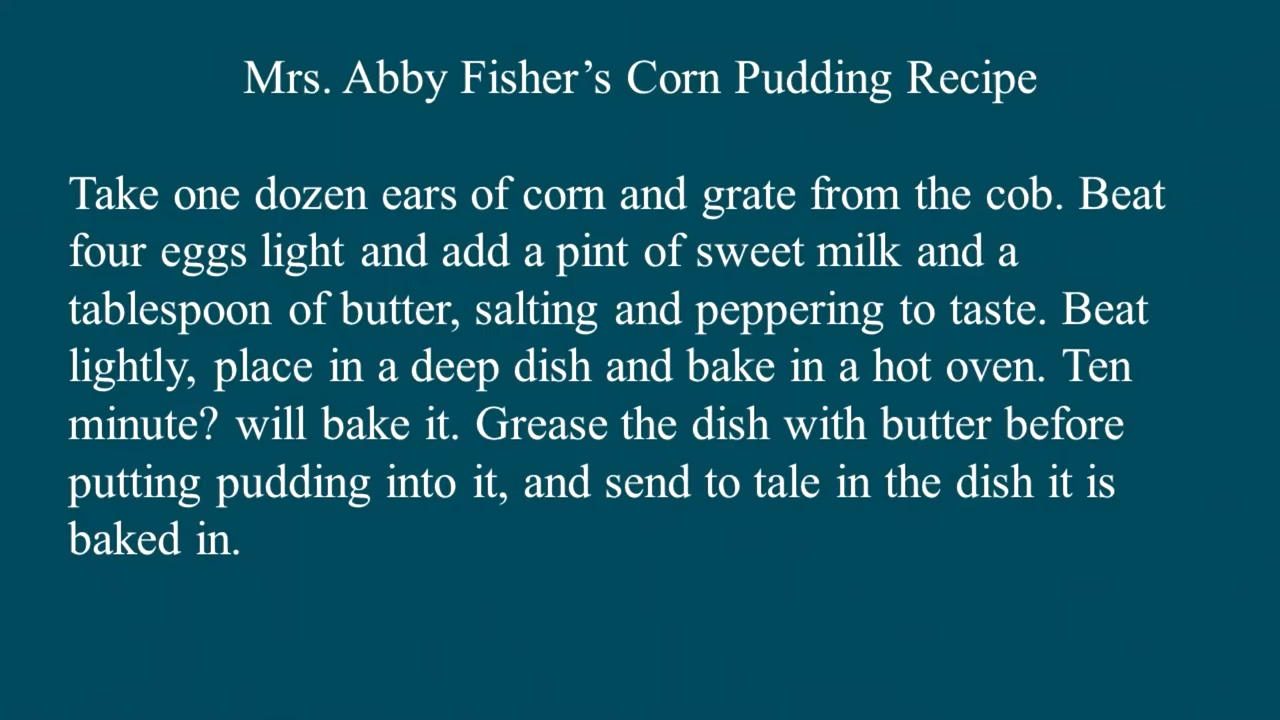 Mrs. Abby Fisher’s Corn Pudding Recipe
Take one dozen ears of corn and grate from the cob. Beat
four eggs light and add a pint of sweet milk and a
tablespoon of butter, salting and peppering to taste. Beat
lightly, place in a deep dish and bake in a hot oven. Ten
minute? will bake it. Grease the dish with butter before
putting pudding into it, and send to tale in the dish it is
baked in.